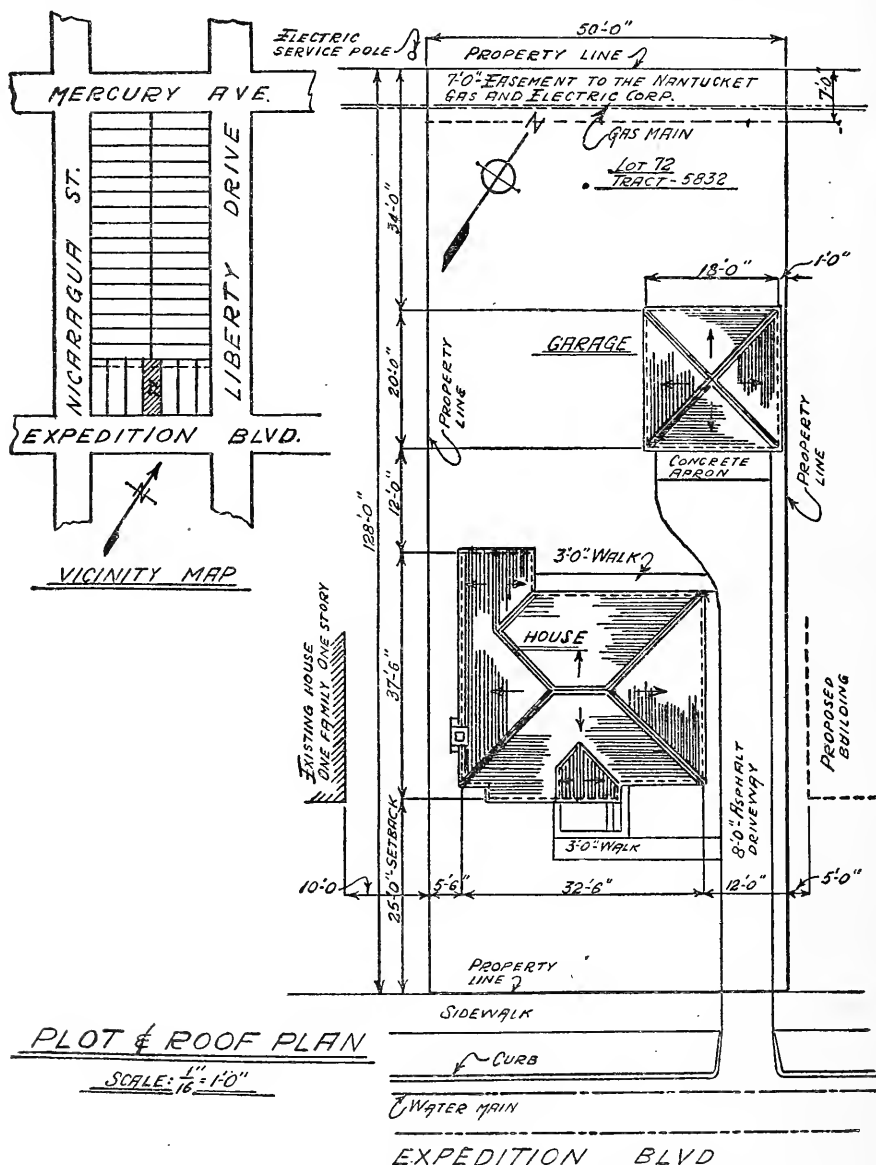 ELECTRIC
SERVICE POLE
50'-0"
PROPERTY LINE
7'-0" EASEMENT TO THE NANTUCKET
GAS AND ELECTRIC CORP.
7'-0"
GAS MAIN
N
LOT 72
TRACT - 5832
MERCURY AVE.
NICARAGUA ST.
LIBERTY DRIVE
72
EXPEDITION BLVD.
N
VICINITY MAP
34'-0"
20'-0"
12'-0"
128'-0"
37'-6"
25'-0" SETBACK
18'-0"
1'-0"
GARAGE
PROPERTY
LINE
PROPERTY
LINE
CONCRETE
APRON
3'-0" WALK
HOUSE
EXISTING HOUSE
ONE FAMILY ONE STORY
PROPOSED
BUILDING
8'-0" ASPHALT
DRIVEWAY
3'-0" WALK
10'-0
5'-6"
32'-6"
12'-0"
5'-0"
PROPERTY
LINE
SIDEWALK
PLOT & ROOF PLAN
SCALE: 1/16" = 1'-0"
CURB
WATER MAIN
EXPEDITION BLVD